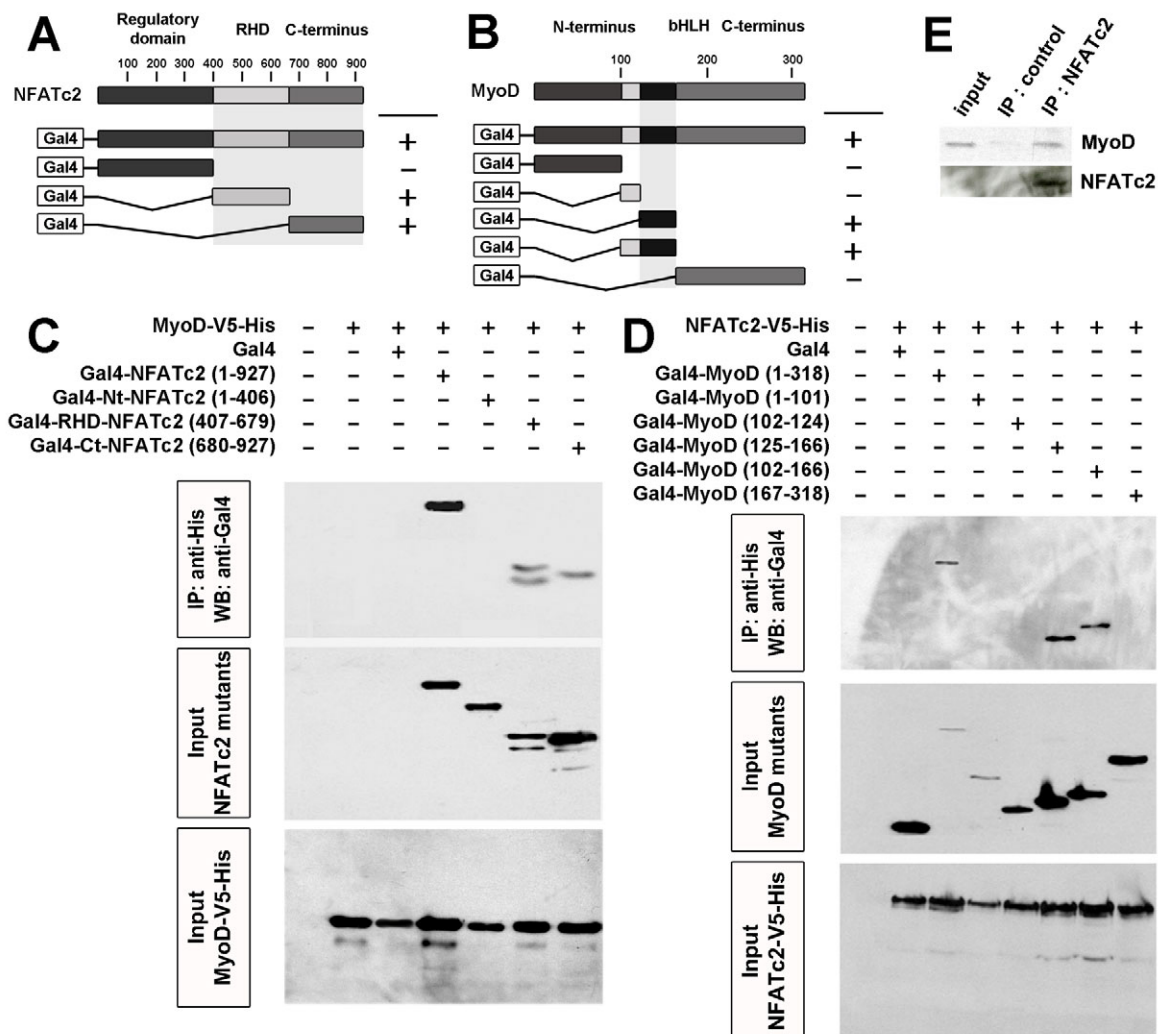 A
Regulatory domain RHD C-terminus
100 200 300 400 500 600 700 800 900
NFATc2
Gal4 +
Gal4 −
Gal4 +
Gal4 +
B
N-terminus bHLH C-terminus
100 200 300
MyoD
Gal4 +
Gal4 −
Gal4 −
Gal4 +
Gal4 +
Gal4 −
E
input IP : control IP : NFATc2
MyoD
NFATc2
C
MyoD-V5-His − + + + + + +
Gal4 − − + − − − −
Gal4-NFATc2 (1-927) − − − + − − −
Gal4-Nt-NFATc2 (1-406) − − − − + − −
Gal4-RHD-NFATc2 (407-679) − − − − − + −
Gal4-Ct-NFATc2 (680-927) − − − − − − +
IP: anti-His
WB: anti-Gal4
Input
NFATc2 mutants
Input
MyoD-V5-His
D
NFATc2-V5-His − + + + + + + +
Gal4 − + − − − − − −
Gal4-MyoD (1-318) − − + − − − − −
Gal4-MyoD (1-101) − − − + − − − −
Gal4-MyoD (102-124) − − − − + − − −
Gal4-MyoD (125-166) − − − − − + − −
Gal4-MyoD (102-166) − − − − − − + −
Gal4-MyoD (167-318) − − − − − − − +
IP: anti-His
WB: anti-Gal4
Input
MyoD mutants
Input
NFATc2-V5-His